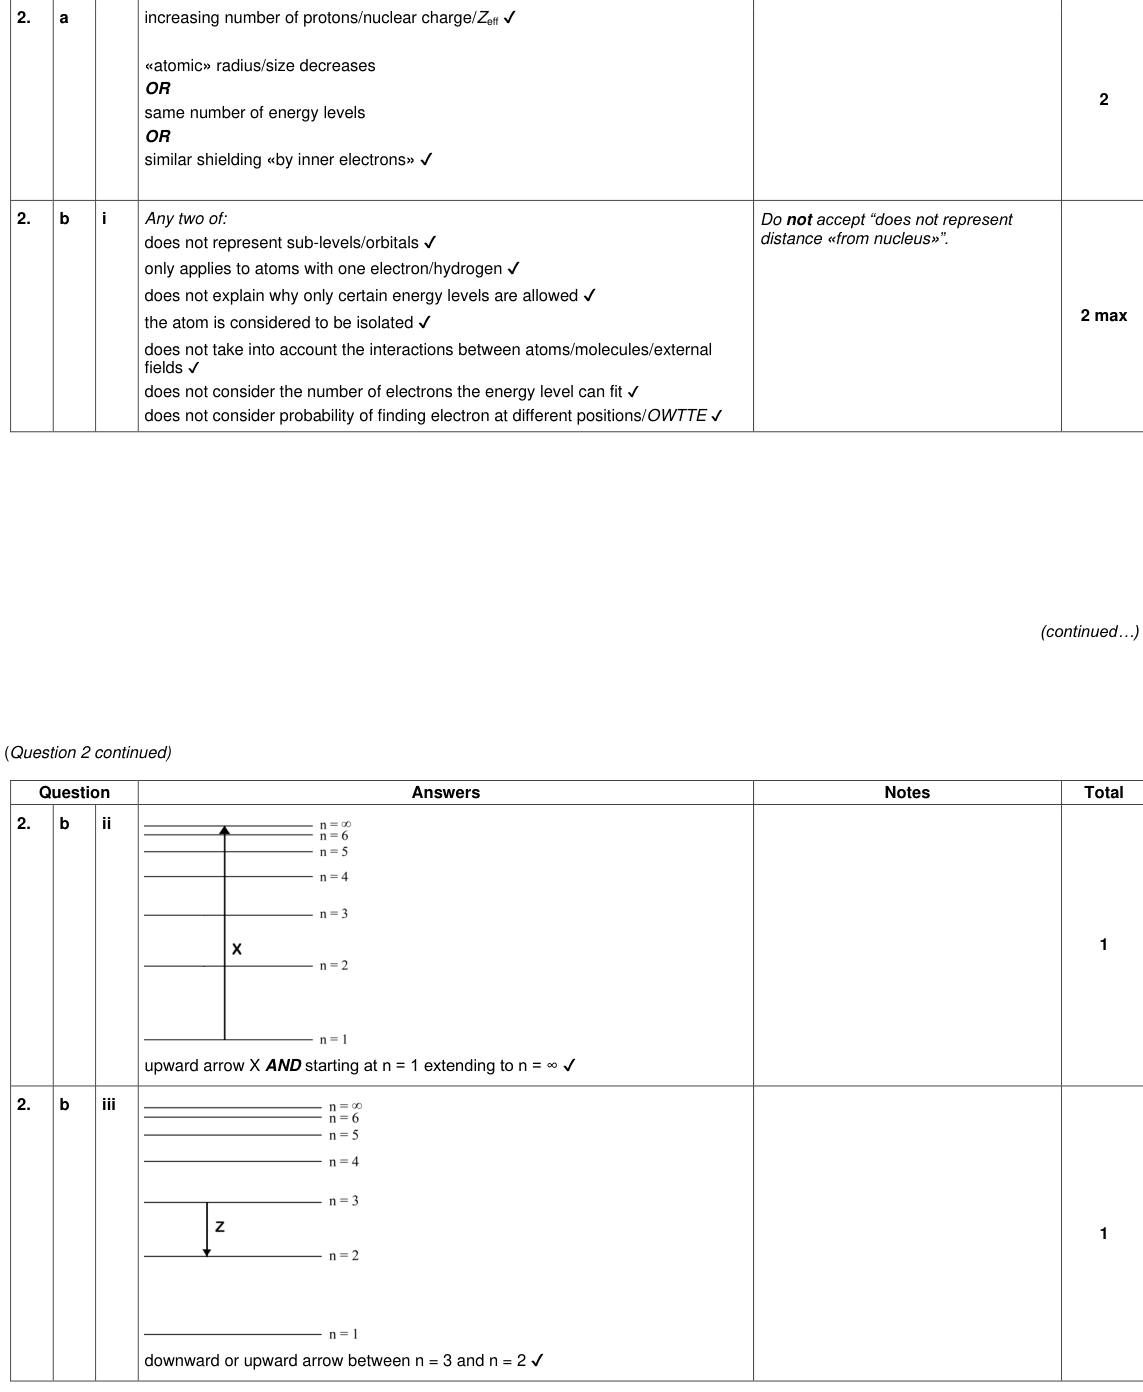 2. a increasing number of protons/nuclear charge/Zeff ✓
«atomic» radius/size decreases
OR
same number of energy levels
2
OR
similar shielding «by inner electrons» ✓
2. b i Any two of: Do not accept “does not represent
distance «from nucleus»”.
does not represent sub-levels/orbitals ✓
only applies to atoms with one electron/hydrogen ✓
does not explain why only certain energy levels are allowed ✓
the atom is considered to be isolated ✓
2 max
does not take into account the interactions between atoms/molecules/external
fields ✓
does not consider the number of electrons the energy level can fit ✓
does not consider probability of finding electron at different positions/OWTTE ✓
(continued…)
(Question 2 continued)
Question Answers Notes Total
2. b ii
n = ∞
n = 6
n = 5
n = 4
n = 3
X
1
n = 2
n = 1
upward arrow X AND starting at n = 1 extending to n = ∞ ✓
2. b iii
n = ∞
n = 6
n = 5
n = 4
n = 3
Z
1
n = 2
n = 1
downward or upward arrow between n = 3 and n = 2 ✓